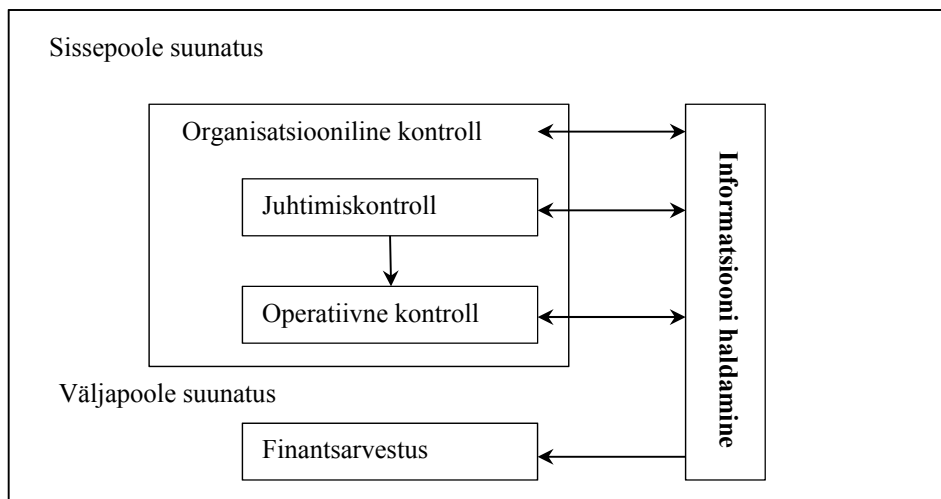 Sissepoole suunatus
Organisatsiooniline kontroll
Juhtimiskontroll
Operatiivne kontroll
Väljapoole suunatus
Finantsarvestus
Informatsiooni haldamine